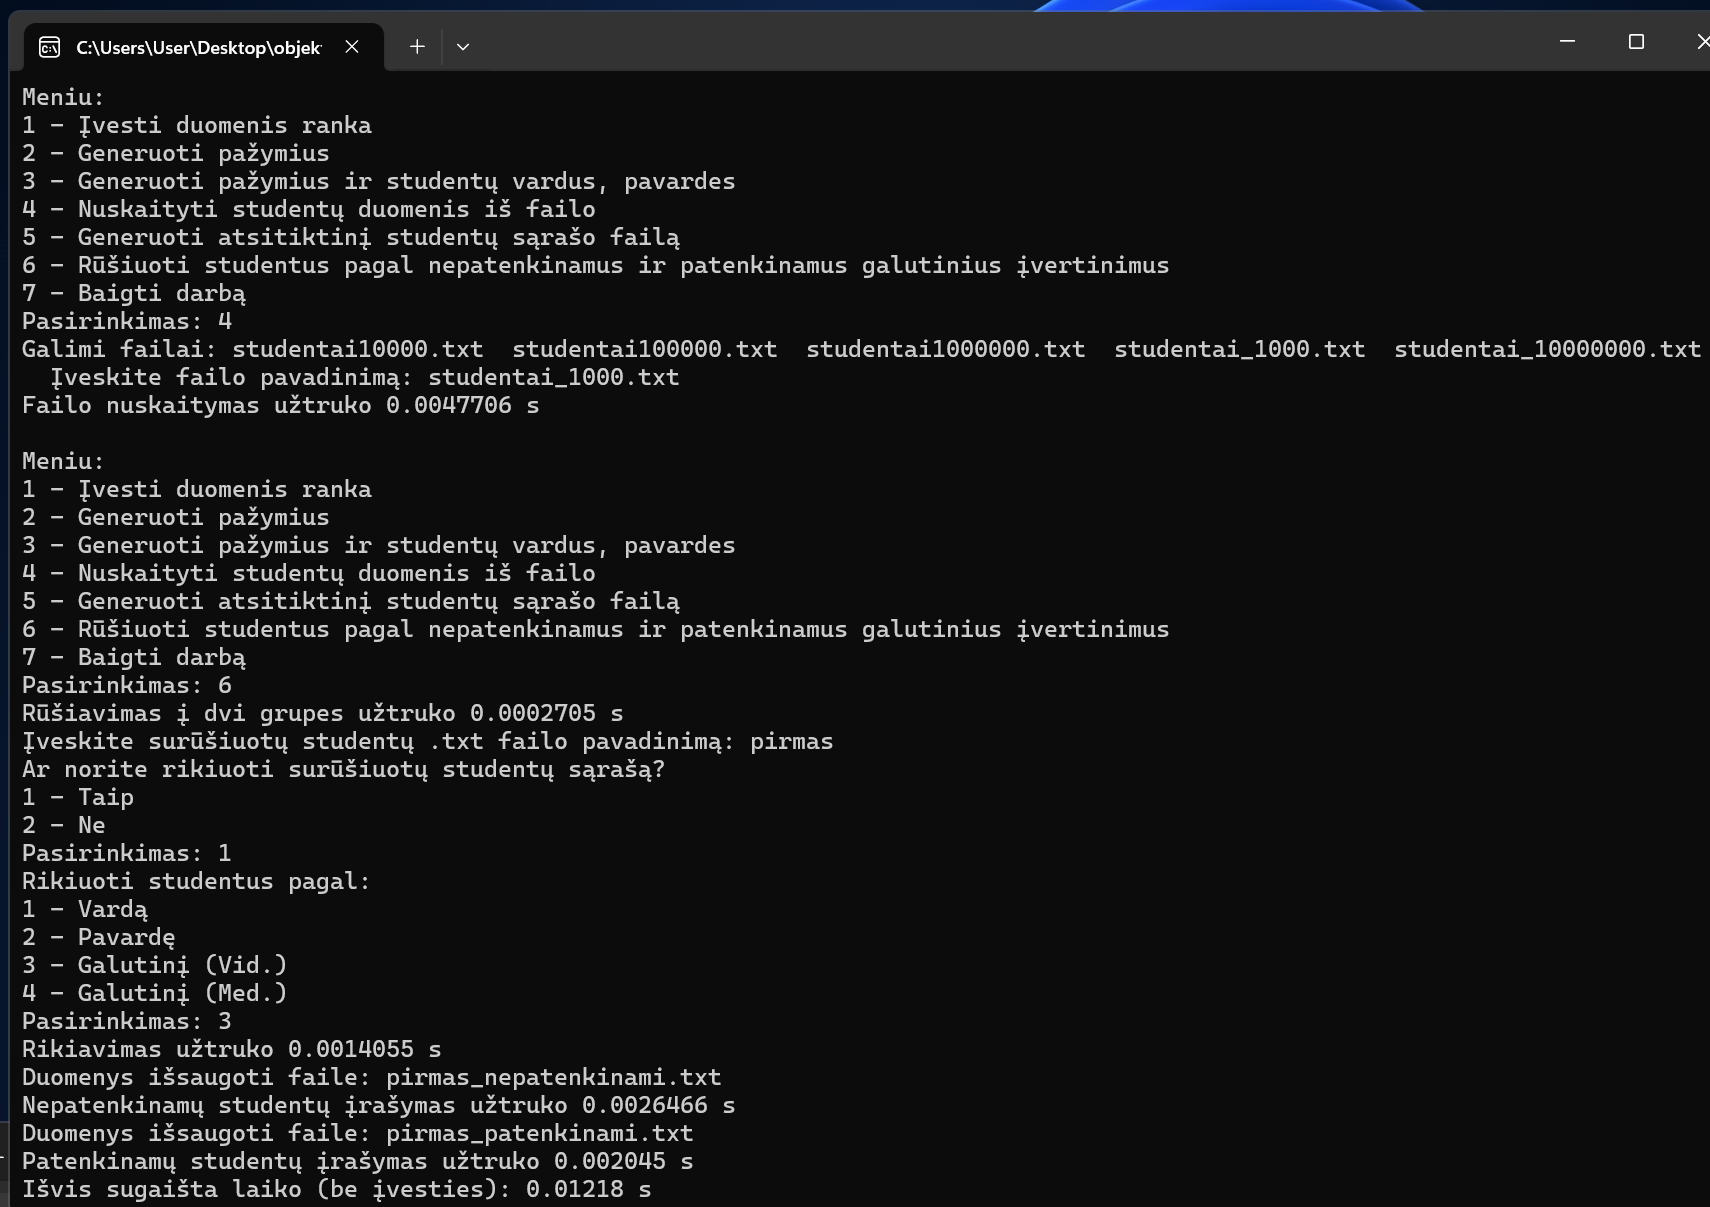 C:\Users\User\Desktop\objek
Meniu:
1 - Įvesti duomenis ranka
2 - Generuoti pažymius
3 - Generuoti pažymius ir studentų vardus, pavardes
4 - Nuskaityti studentų duomenis iš failo
5 - Generuoti atsitiktinį studentų sąrašo failą
6 - Rūšiuoti studentus pagal nepatenkinamus ir patenkinamus galutinius įvertinimus
7 - Baigti darbą
Pasirinkimas: 4
Galimi failai: studentai10000.txt  studentai100000.txt  studentai1000000.txt  studentai_1000.txt  studentai_10000000.txt
  Įveskite failo pavadinimą: studentai_1000.txt
Failo nuskaitymas užtruko 0.0047706 s

Meniu:
1 - Įvesti duomenis ranka
2 - Generuoti pažymius
3 - Generuoti pažymius ir studentų vardus, pavardes
4 - Nuskaityti studentų duomenis iš failo
5 - Generuoti atsitiktinį studentų sąrašo failą
6 - Rūšiuoti studentus pagal nepatenkinamus ir patenkinamus galutinius įvertinimus
7 - Baigti darbą
Pasirinkimas: 6
Rūšiavimas į dvi grupes užtruko 0.0002705 s
Įveskite surūšiuotų studentų .txt failo pavadinimą: pirmas
Ar norite rikiuoti surūšiuotų studentų sąrašą?
1 - Taip
2 - Ne
Pasirinkimas: 1
Rikiuoti studentus pagal:
1 - Vardą
2 - Pavardę
3 - Galutinį (Vid.)
4 - Galutinį (Med.)
Pasirinkimas: 3
Rikiavimas užtruko 0.0014055 s
Duomenys išsaugoti faile: pirmas_nepatenkinami.txt
Nepatenkinamų studentų įrašymas užtruko 0.0026466 s
Duomenys išsaugoti faile: pirmas_patenkinami.txt
Patenkinamų studentų įrašymas užtruko 0.002045 s
Išvis sugaišta laiko (be įvesties): 0.01218 s